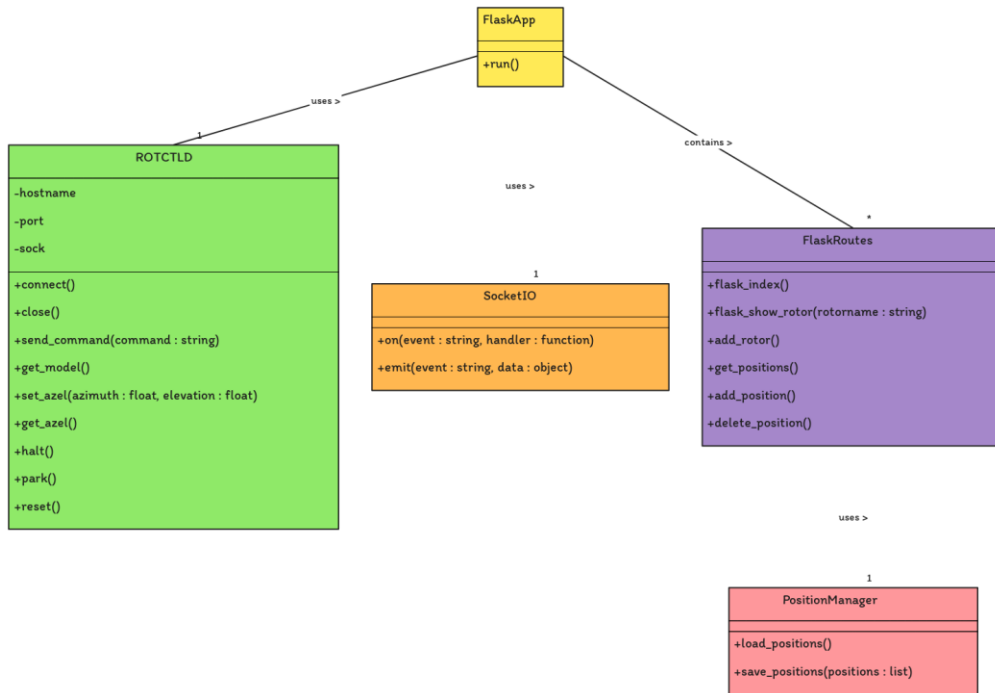 FlaskApp
+run()
uses >
contains >
1
ROTCTLD
-hostname
-port
-sock
+connect()
+close()
+send_command(command : string)
+get_model()
+set_azel(azimuth : float, elevation : float)
+get_azel()
+halt()
+park()
+reset()
uses >
1
SocketIO
+on(event : string, handler : function)
+emit(event : string, data : object)
*
FlaskRoutes
+flask_index()
+flask_show_rotor(rotorname : string)
+add_rotor()
+get_positions()
+add_position()
+delete_position()
uses >
1
PositionManager
+load_positions()
+save_positions(positions : list)